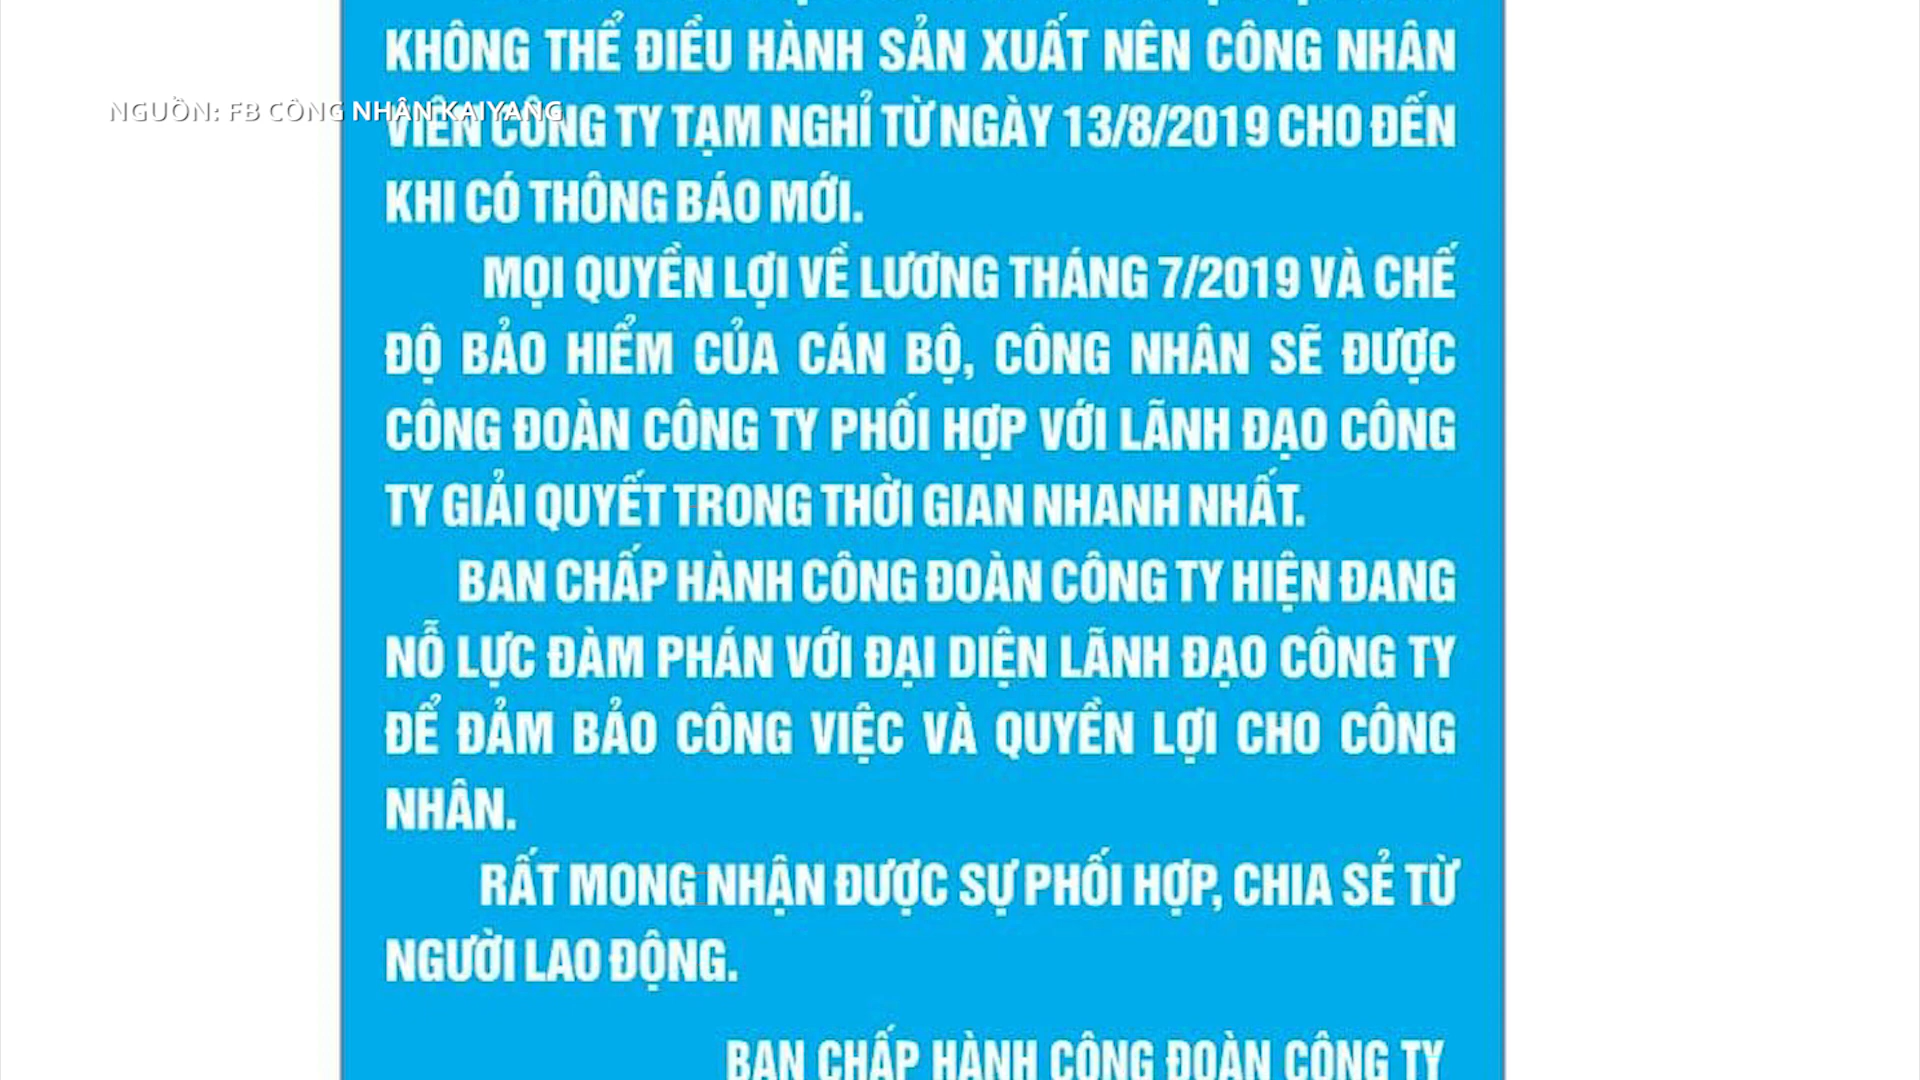 KHÔNG THỂ ĐIỀU HÀNH SẢN XUẤT NÊN CÔNG NHÂN
NGUỒN: FB CÔNG NHÂN KAIYANG
VIÊN CÔNG TY TẠM NGHỈ TỪ NGÀY 13/8/2019 CHO ĐẾN
KHI CÓ THÔNG BÁO MỚI.
MỌI QUYỀN LỢI VỀ LƯƠNG THÁNG 7/2019 VÀ CHẾ
ĐỘ BẢO HIỂM CỦA CÁN BỘ, CÔNG NHÂN SẼ ĐƯỢC
CÔNG ĐOÀN CÔNG TY PHỐI HỢP VỚI LÃNH ĐẠO CÔNG
TY GIẢI QUYẾT TRONG THỜI GIAN NHANH NHẤT.
BAN CHẤP HÀNH CÔNG ĐOÀN CÔNG TY HIỆN ĐANG
NỖ LỰC ĐÀM PHÁN VỚI ĐẠI DIỆN LÃNH ĐẠO CÔNG TY
ĐỂ ĐẢM BẢO CÔNG VIỆC VÀ QUYỀN LỢI CHO CÔNG
NHÂN.
RẤT MONG NHẬN ĐƯỢC SỰ PHỐI HỢP, CHIA SẺ TỪ
NGƯỜI LAO ĐỘNG.
BAN CHẤP HÀNH CÔNG ĐOÀN CÔNG TY